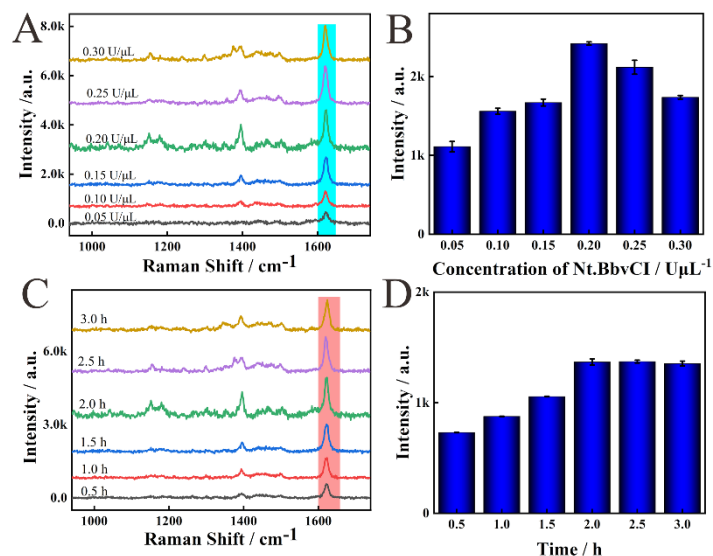 A
8.0k
6.0k
4.0k
2.0k
0.0
Intensity /a.u.
0.30 U/μL
0.25 U/μL
0.20 U/μL
0.15 U/μL
0.10 U/μL
0.05 U/μL
1000 1200 1400 1600
Raman Shift / cm-1
B
2k
1k
0
Intensity / a.u.
0.05 0.10 0.15 0.20 0.25 0.30
Concentration of Nt.BbvCI / UμL-1
C
6.0k
3.0k
0.0
Intensity / a.u.
3.0 h
2.5 h
2.0 h
1.5 h
1.0 h
0.5 h
1000 1200 1400 1600
Raman Shift / cm-1
D
2k
1k
0
Intensity / a.u.
0.5 1.0 1.5 2.0 2.5 3.0
Time / h